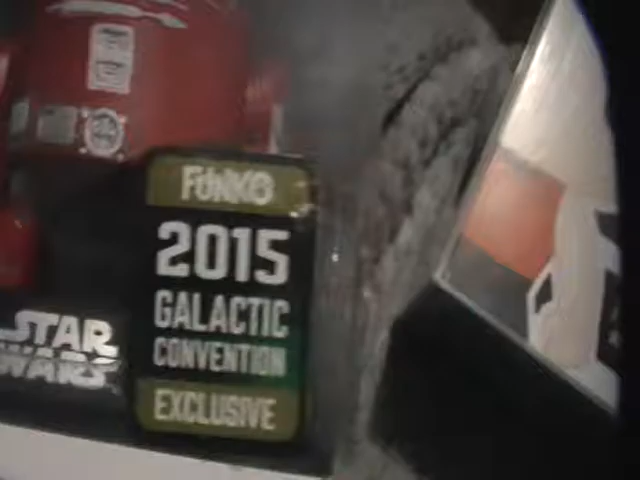 FUNKO
2015
GALACTIC
CONVENTION
EXCLUSIVE
STAR
WARS